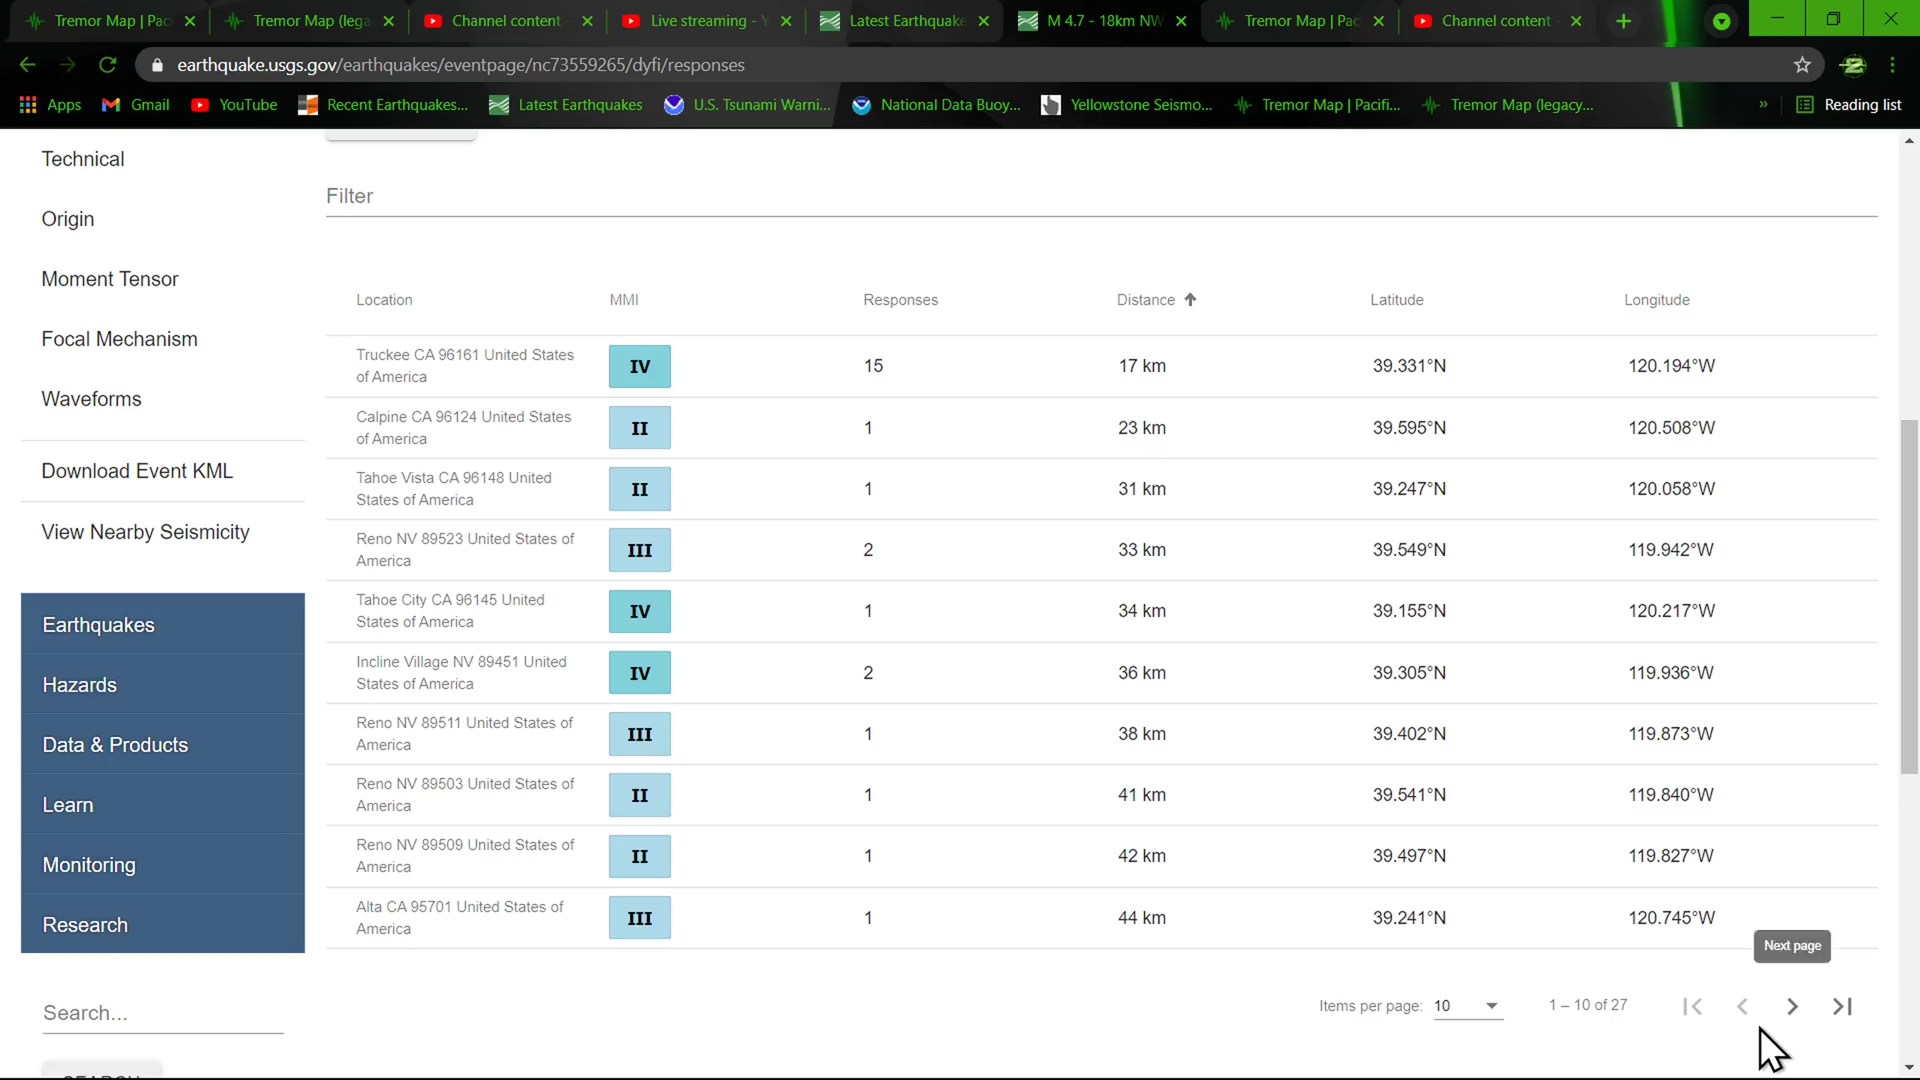 Tremor Map | Pac
Tremor Map (lega
Channel content
Live streaming - Y
Latest Earthquake
M 4.7 - 18km NW
Tremor Map | Pac
Channel content
earthquake.usgs.gov/earthquakes/eventpage/nc73559265/dyfi/responses
Apps
Gmail
YouTube
Recent Earthquakes...
Latest Earthquakes
U.S. Tsunami Warni...
National Data Buoy...
Yellowstone Seismo...
Tremor Map | Pacifi...
Tremor Map (legacy...
»
Reading list
Technical
Origin
Moment Tensor
Focal Mechanism
Waveforms
Download Event KML
View Nearby Seismicity
Earthquakes
Hazards
Data & Products
Learn
Monitoring
Research
Search...
Filter
Location MMI Responses Distance Latitude Longitude
Truckee CA 96161 United States
of America
IV 15 17 km 39.331°N 120.194°W
Calpine CA 96124 United States
of America
II 1 23 km 39.595°N 120.508°W
Tahoe Vista CA 96148 United
States of America
II 1 31 km 39.247°N 120.058°W
Reno NV 89523 United States of
America
III 2 33 km 39.549°N 119.942°W
Tahoe City CA 96145 United
States of America
IV 1 34 km 39.155°N 120.217°W
Incline Village NV 89451 United
States of America
IV 2 36 km 39.305°N 119.936°W
Reno NV 89511 United States of
America
III 1 38 km 39.402°N 119.873°W
Reno NV 89503 United States of
America
II 1 41 km 39.541°N 119.840°W
Reno NV 89509 United States of
America
II 1 42 km 39.497°N 119.827°W
Alta CA 95701 United States of
America
III 1 44 km 39.241°N 120.745°W
Next page
Items per page: 10 1 – 10 of 27